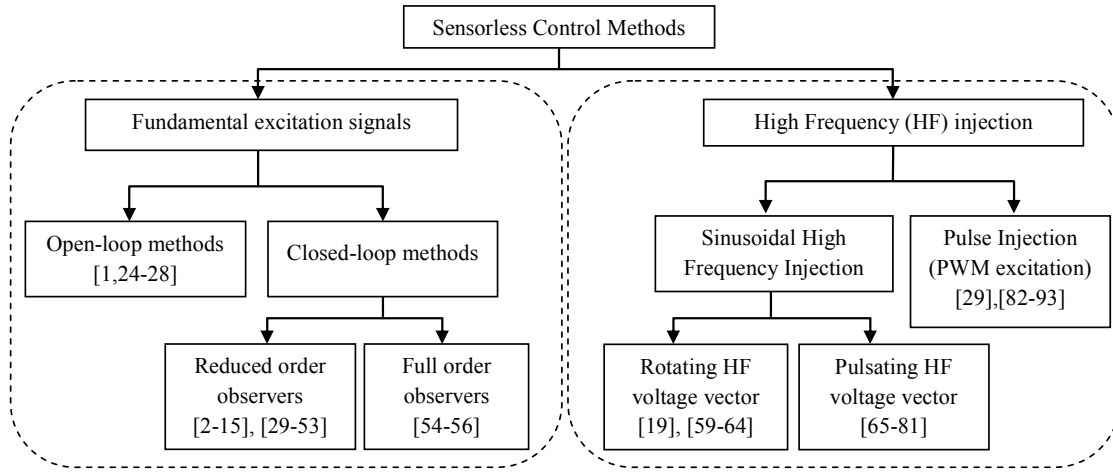 Sensorless Control Methods
Fundamental excitation signals
High Frequency (HF) injection
Open-loop methods
[1,24-28]
Closed-loop methods
Sinusoidal High
Frequency Injection
Pulse Injection
(PWM excitation)
[29],[82-93]
Reduced order
observers
[2-15], [29-53]
Full order
observers
[54-56]
Rotating HF
voltage vector
[19], [59-64]
Pulsating HF
voltage vector
[65-81]